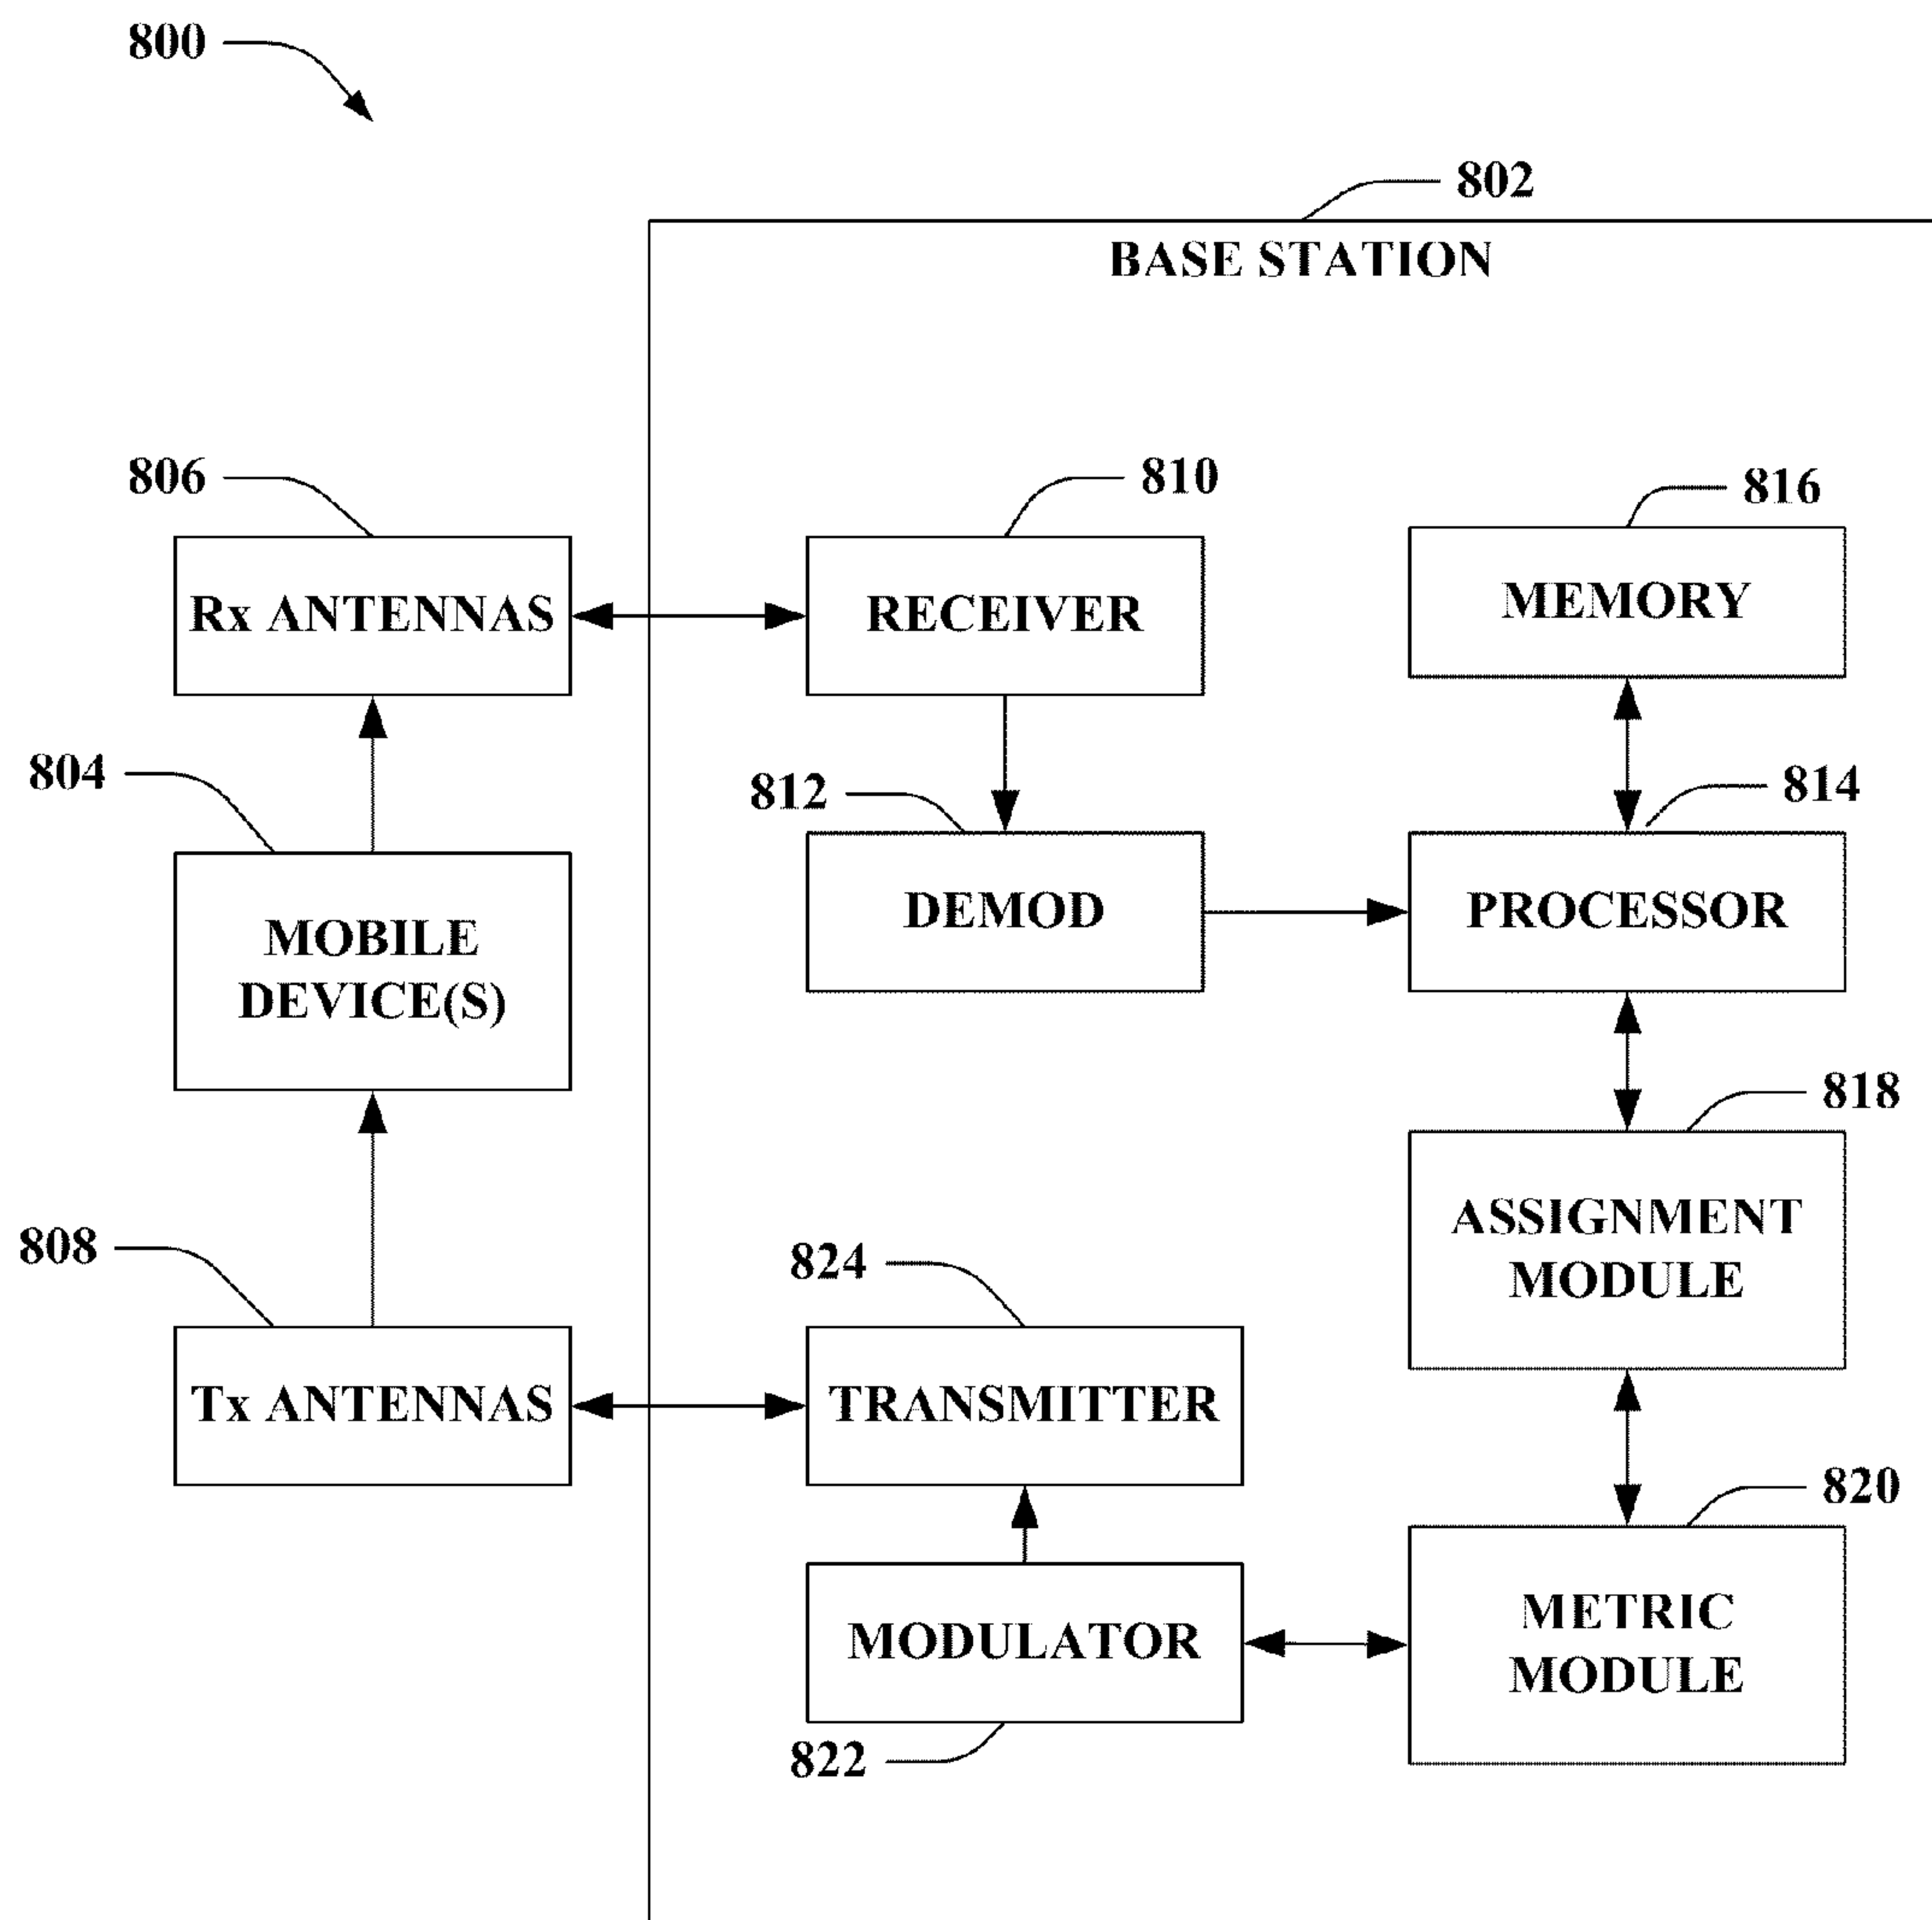 800
802
BASE STATION
806
810
816
Rx ANTENNAS
RECEIVER
MEMORY
804
812
814
MOBILE
DEVICE(S)
DEMOD
PROCESSOR
818
808
824
ASSIGNMENT
MODULE
Tx ANTENNAS
TRANSMITTER
820
MODULATOR
METRIC
MODULE
822